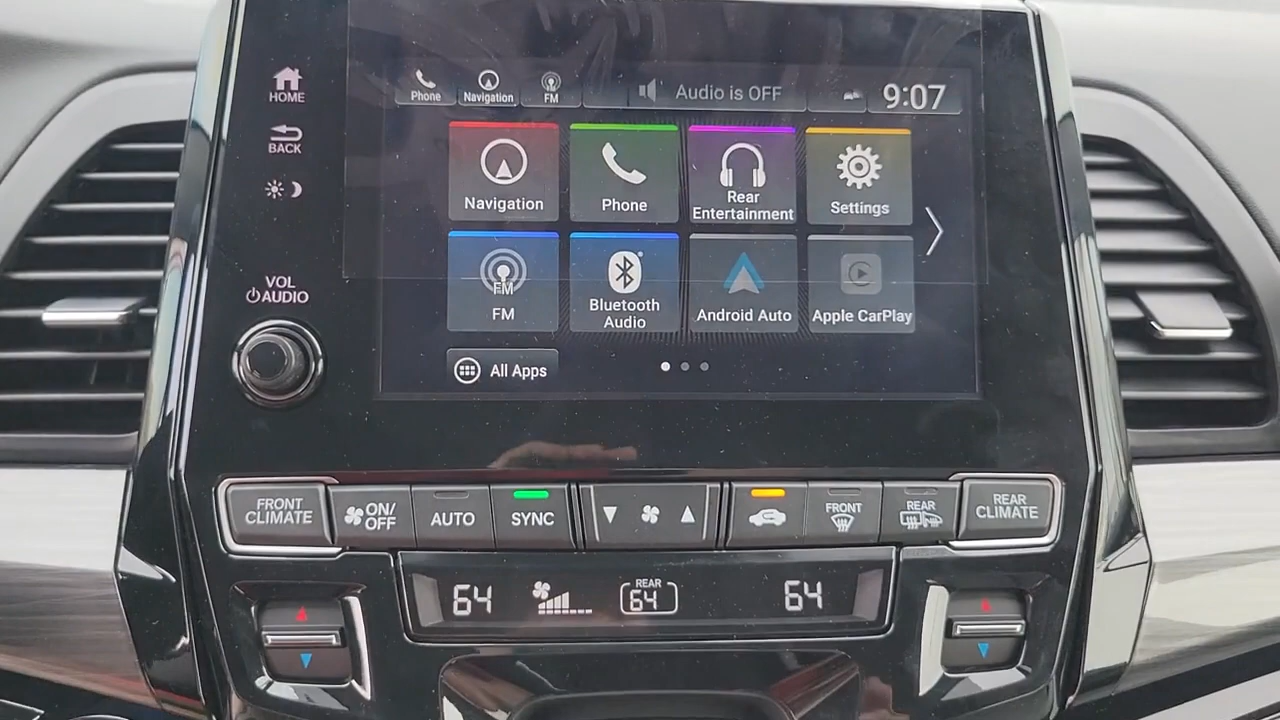 HOME
BACK
VOL
AUDIO
Phone
Navigation
FM
Audio is OFF
9:07
Navigation
Phone
Rear
Entertainment
Settings
FM
FM
Bluetooth
Audio
Android Auto
Apple CarPlay
All Apps
FRONT
CLIMATE
ON/
OFF
AUTO
SYNC
FRONT
REAR
REAR
CLIMATE
64
REAR
64
64